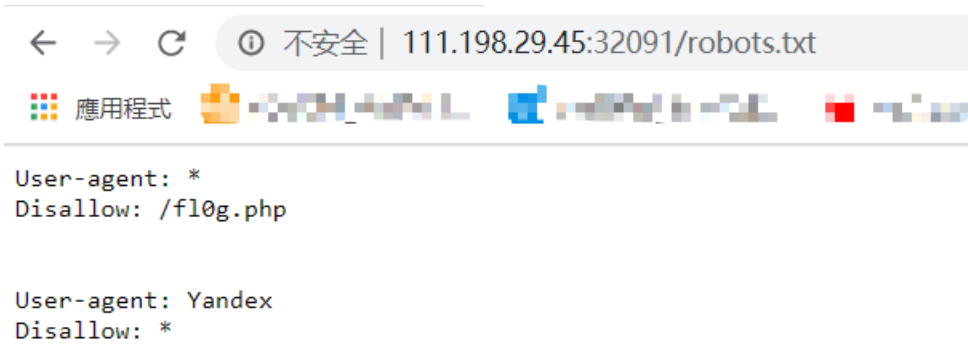 不安全 | 111.198.29.45:32091/robots.txt
應用程式
User-agent: *
Disallow: /fl0g.php
User-agent: Yandex
Disallow: *